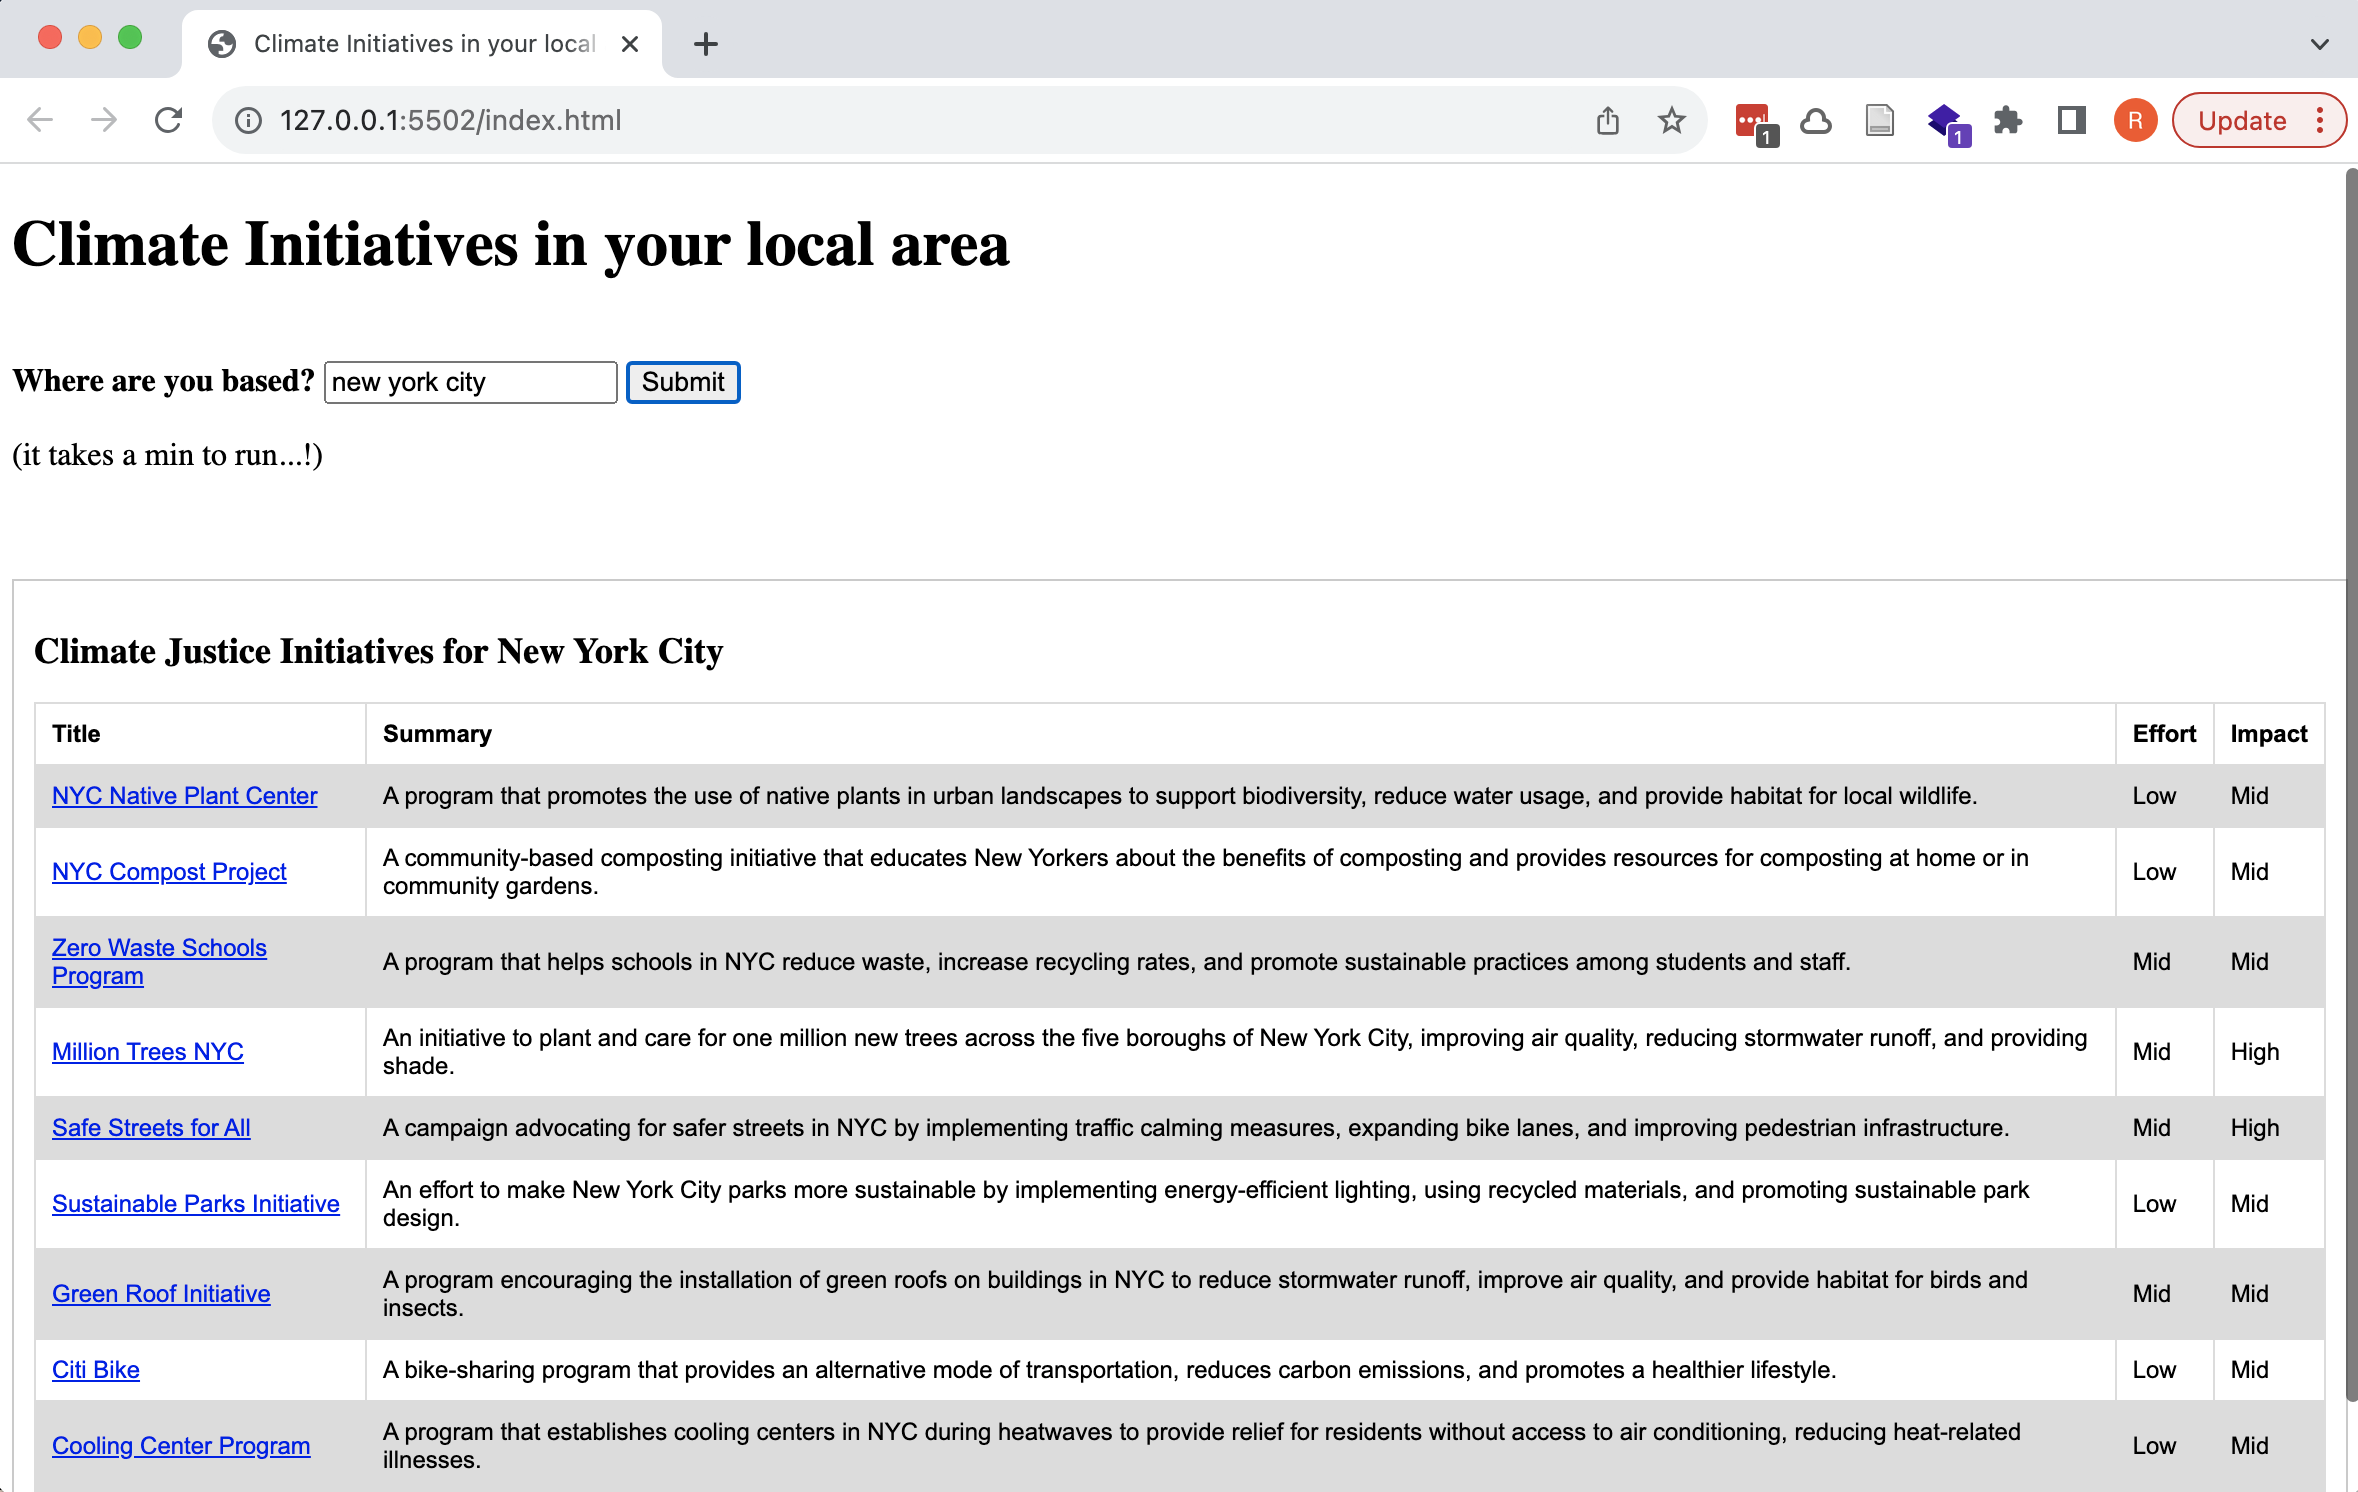 Climate Initiatives in your local
127.0.0.1:5502/index.html
1
1
R
Update
Climate Initiatives in your local area
Where are you based? new york city Submit
(it takes a min to run...!)
Climate Justice Initiatives for New York City
Title Summary Effort Impact
NYC Native Plant Center A program that promotes the use of native plants in urban landscapes to support biodiversity, reduce water usage, and provide habitat for local wildlife. Low Mid
NYC Compost Project A community-based composting initiative that educates New Yorkers about the benefits of composting and provides resources for composting at home or in
community gardens. Low Mid
Zero Waste Schools
Program A program that helps schools in NYC reduce waste, increase recycling rates, and promote sustainable practices among students and staff. Mid Mid
Million Trees NYC An initiative to plant and care for one million new trees across the five boroughs of New York City, improving air quality, reducing stormwater runoff, and providing
shade. Mid High
Safe Streets for All A campaign advocating for safer streets in NYC by implementing traffic calming measures, expanding bike lanes, and improving pedestrian infrastructure. Mid High
Sustainable Parks Initiative An effort to make New York City parks more sustainable by implementing energy-efficient lighting, using recycled materials, and promoting sustainable park
design. Low Mid
Green Roof Initiative A program encouraging the installation of green roofs on buildings in NYC to reduce stormwater runoff, improve air quality, and provide habitat for birds and
insects. Mid Mid
Citi Bike A bike-sharing program that provides an alternative mode of transportation, reduces carbon emissions, and promotes a healthier lifestyle. Low Mid
Cooling Center Program A program that establishes cooling centers in NYC during heatwaves to provide relief for residents without access to air conditioning, reducing heat-related
illnesses. Low Mid